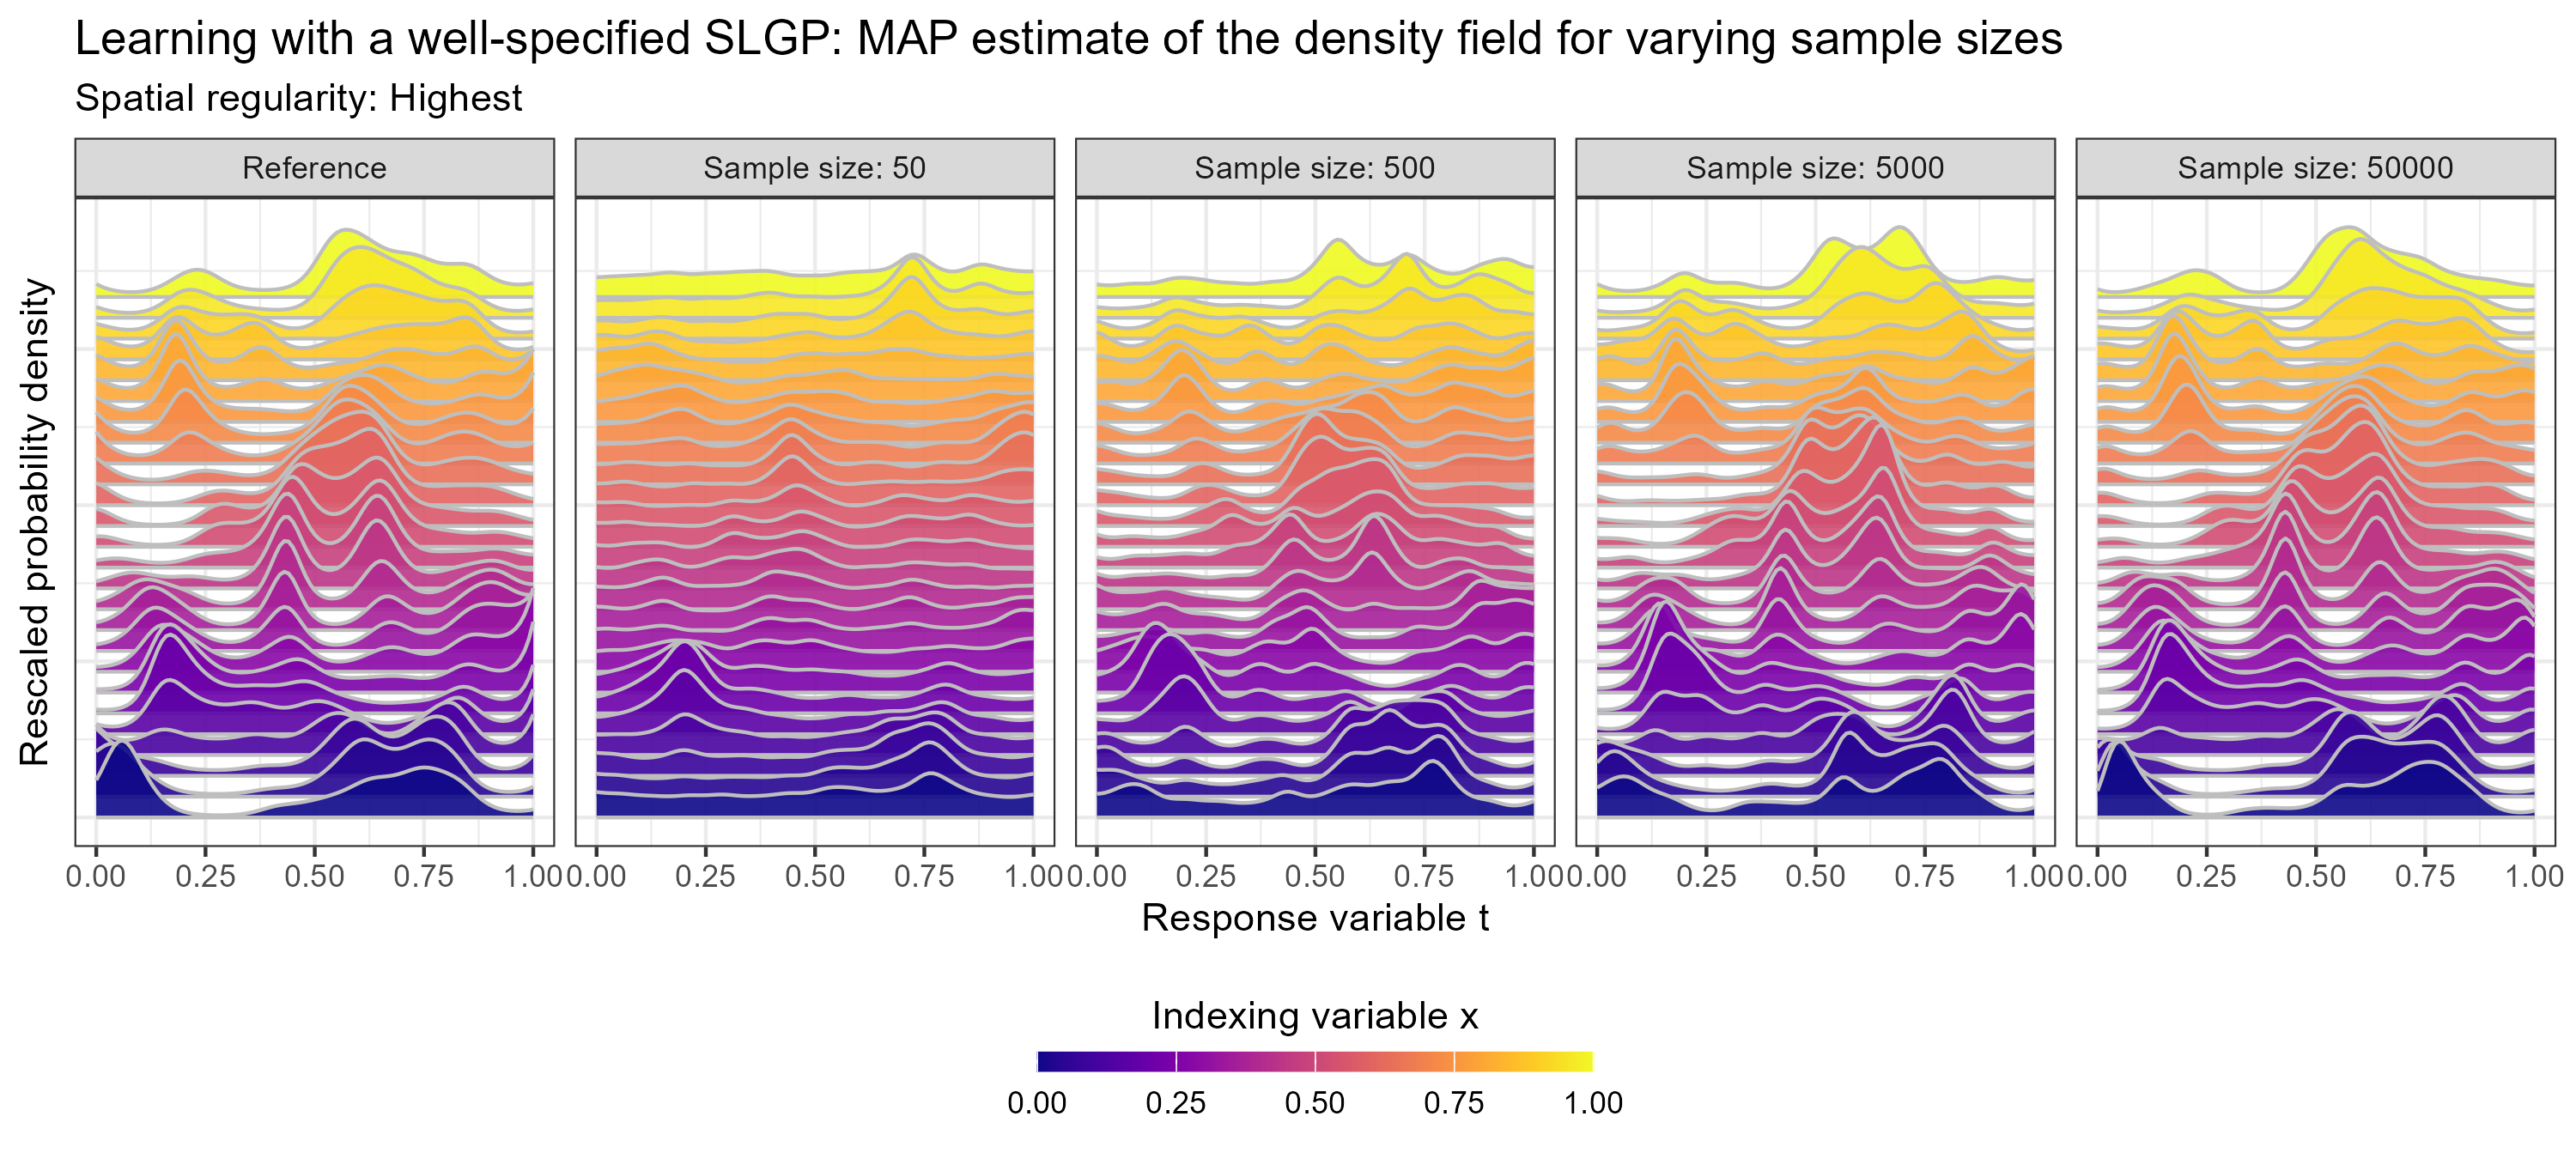 Learning with a well-specified SLGP: MAP estimate of the density field for varying sample sizes
Spatial regularity: Highest
Reference
Sample size: 50
Sample size: 500
Sample size: 5000
Sample size: 50000
Rescaled probability density
0.00 0.25 0.50 0.75 1.00 0.00 0.25 0.50 0.75 1.00 0.00 0.25 0.50 0.75 1.00 0.00 0.25 0.50 0.75 1.00 0.00 0.25 0.50 0.75 1.00
Response variable t
Indexing variable x
0.00 0.25 0.50 0.75 1.00